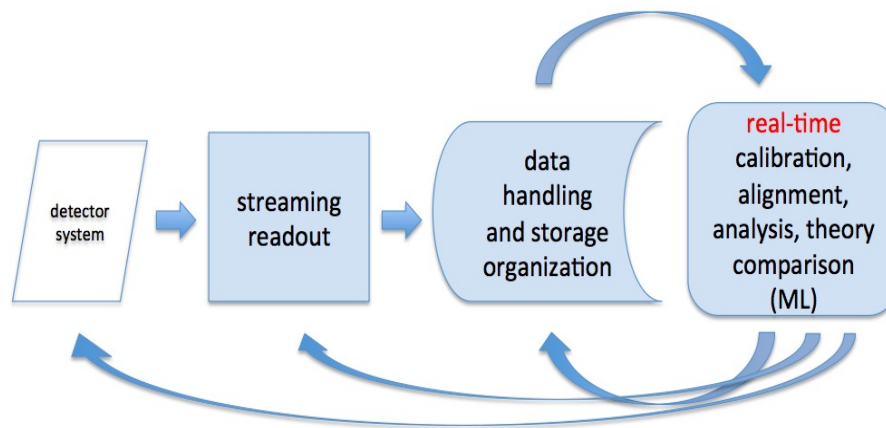 detector
system
streaming
readout
data
handling
and storage
organization
real-time
calibration,
alignment,
analysis, theory
comparison
(ML)